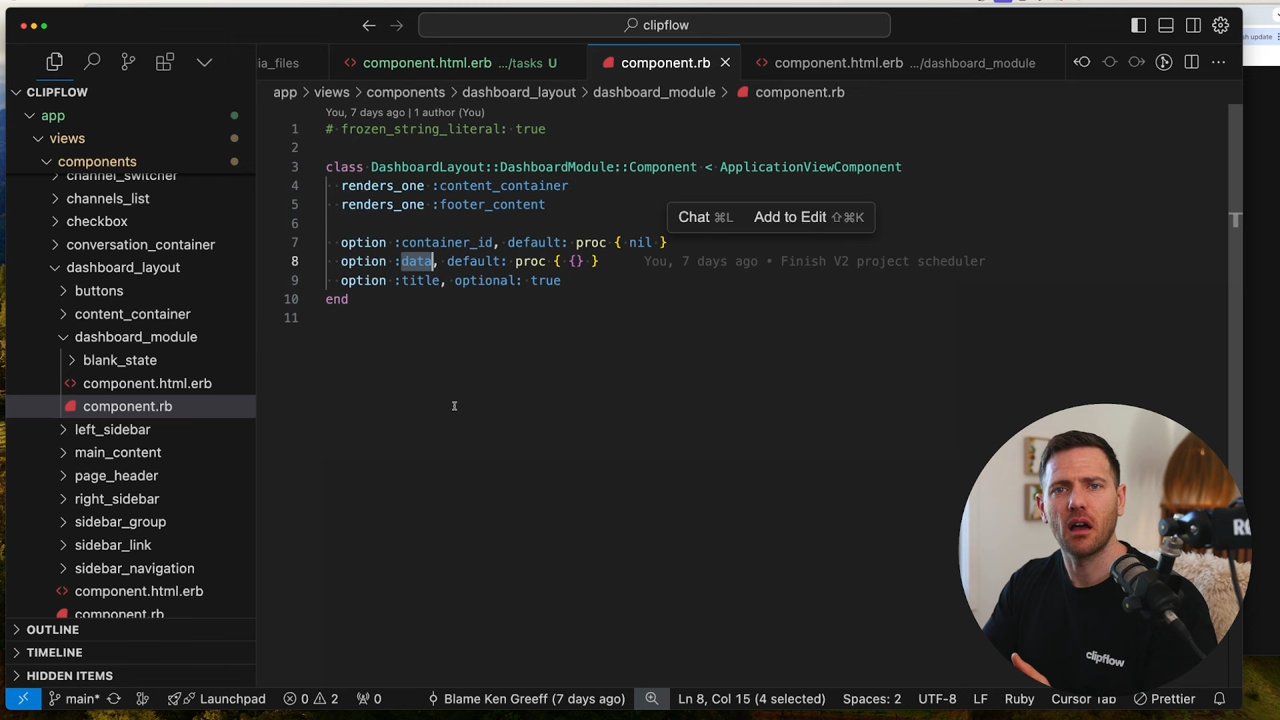 clipflow
ush update
ia_files
component.html.erb .../tasks U
component.rb
component.html.erb .../dashboard_module
CLIPFLOW
app
views
components
channel_switcher
channels_list
checkbox
conversation_container
dashboard_layout
buttons
content_container
dashboard_module
blank_state
component.html.erb
component.rb
left_sidebar
main_content
page_header
right_sidebar
sidebar_group
sidebar_link
sidebar_navigation
component.html.erb
component.rb
OUTLINE
TIMELINE
HIDDEN ITEMS
app > views > components > dashboard_layout > dashboard_module > component.rb
You, 7 days ago | 1 author (You)
1 # frozen_string_literal: true
2
3 class DashboardLayout::DashboardModule::Component < ApplicationViewComponent
4 renders_one :content_container
5 renders_one :footer_content
Chat ⌘L Add to Edit ⇧⌘K
6
7 option :container_id, default: proc { nil }
8 option :data, default: proc { {} } You, 7 days ago • Finish V2 project scheduler
9 option :title, optional: true
10 end
11
clipflow
main* Launchpad 0 2 0 Blame Ken Greeff (7 days ago) Ln 8, Col 15 (4 selected) Spaces: 2 UTF-8 LF Ruby Cursor Tab Prettier